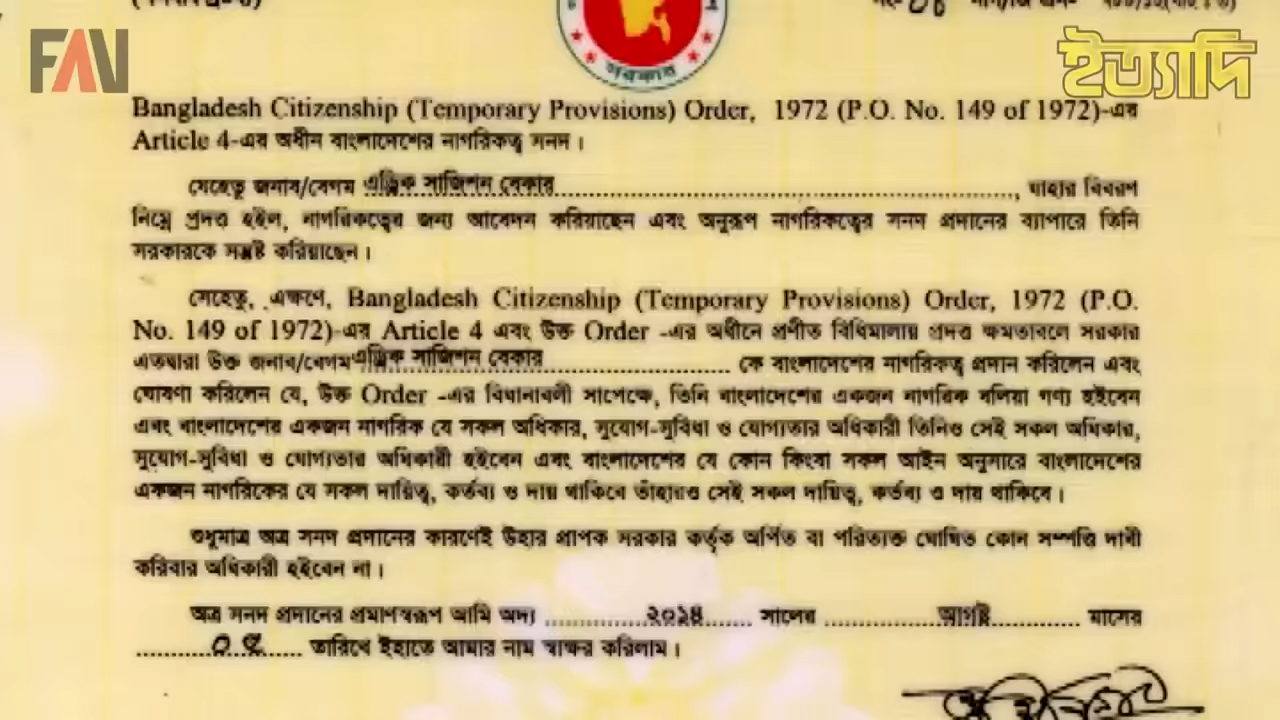 FAN
ইত্যাদি
সরকার
Bangladesh Citizenship (Temporary Provisions) Order, 1972 (P.O. No. 149 of 1972)-এর
Article 4-এর অধীন বাংলাদেশের নাগরিকত্ব সনদ।
যেহেতু জনাব/বেগম এড্রিক সাজিশন বেকার, যাহার বিবরণ
নিম্নে প্রদত্ত হইল, নাগরিকত্বের জন্য আবেদন করিয়াছেন এবং অনুরূপ নাগরিকত্বের সনদ প্রদানের ব্যাপারে তিনি
সরকারকে সন্তুষ্ট করিয়াছেন।
সেহেতু, এক্ষণে, Bangladesh Citizenship (Temporary Provisions) Order, 1972 (P.O.
No. 149 of 1972)-এর Article 4 এবং উক্ত Order -এর অধীনে প্রণীত বিধিমালায় প্রদত্ত ক্ষমতাবলে সরকার
এতদ্বারা উক্ত জনাব/বেগম এড্রিক সাজিশন বেকার কে বাংলাদেশের নাগরিকত্ব প্রদান করিলেন এবং
ঘোষণা করিলেন যে, উক্ত Order -এর বিধানাবলী সাপেক্ষে, তিনি বাংলাদেশের একজন নাগরিক বলিয়া গণ্য হইবেন
এবং বাংলাদেশের একজন নাগরিক যে সকল অধিকার, সুযোগ-সুবিধা ও যোগ্যতার অধিকারী তিনিও সেই সকল অধিকার,
সুযোগ-সুবিধা ও যোগ্যতার অধিকারী হইবেন এবং বাংলাদেশের যে কোন কিংবা সকল আইন অনুসারে বাংলাদেশের
একজন নাগরিকের যে সকল দায়িত্ব, কর্তব্য ও দায় থাকিবে তাঁহারও সেই সকল দায়িত্ব, কর্তব্য ও দায় থাকিবে।
শুধুমাত্র অত্র সনদ প্রদানের কারণেই উহার প্রাপক সরকার কর্তৃক অর্পিত বা পরিত্যক্ত ঘোষিত কোন সম্পত্তি দাবী
করিবার অধিকারী হইবেন না।
অত্র সনদ প্রদানের প্রমাণস্বরূপ আমি অদ্য ২০১৪ সালের আগষ্ট মাসের
০৫ তারিখে ইহাতে আমার নাম স্বাক্ষর করিলাম।